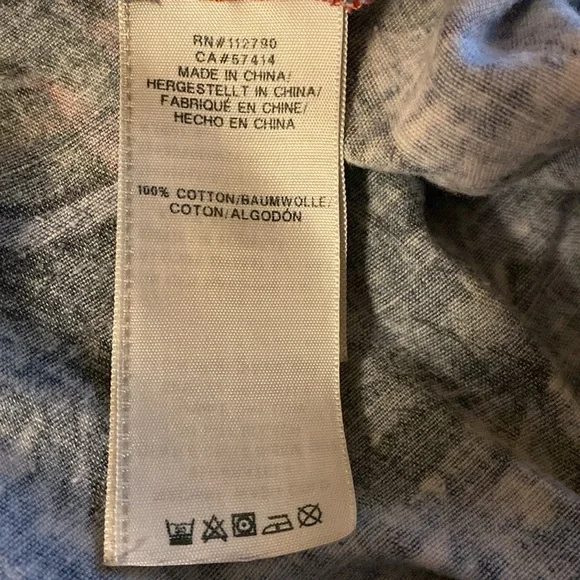 RN#112790
CA#57414
MADE IN CHINA/
HERGESTELLT IN CHINA/
FABRIQUÉ EN CHINE/
HECHO EN CHINA
100% COTTON/BAUMWOLLE/
COTON/ALGODÓN